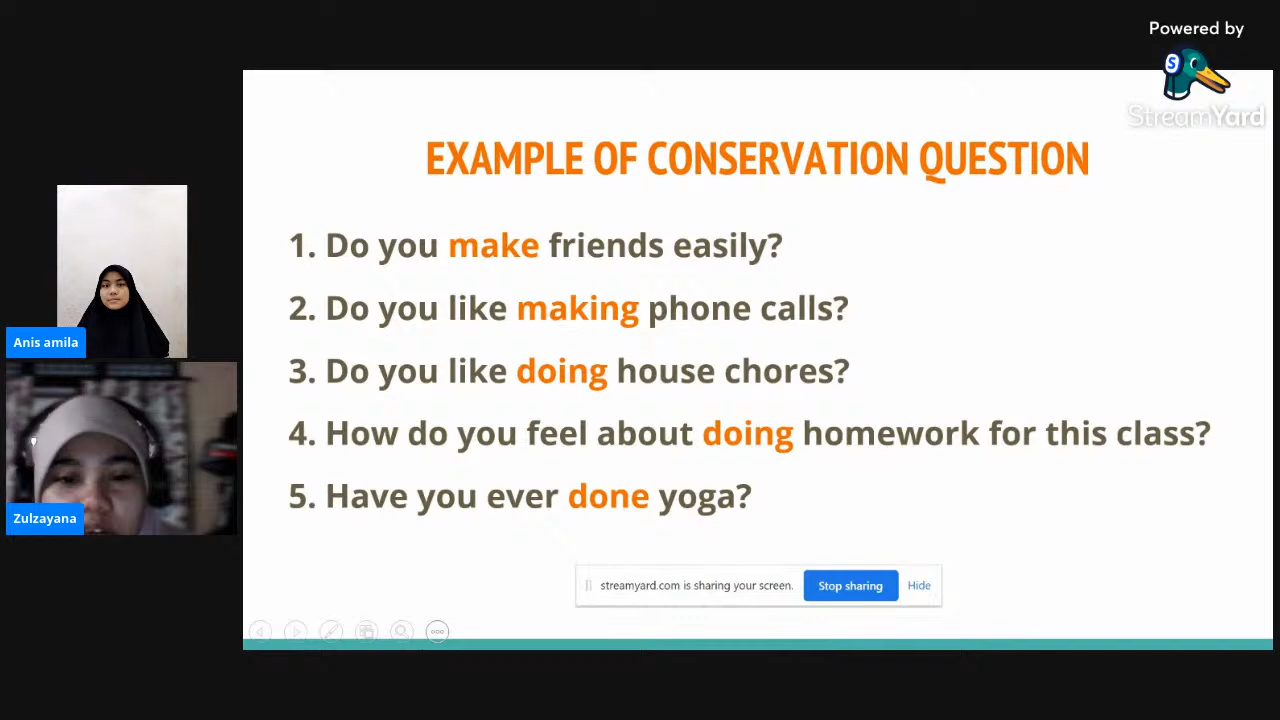 Powered by
StreamYard
EXAMPLE OF CONSERVATION QUESTION
1. Do you make friends easily?
2. Do you like making phone calls?
3. Do you like doing house chores?
4. How do you feel about doing homework for this class?
5. Have you ever done yoga?
Anis amila
Zulzayana
streamyard.com is sharing your screen.
Stop sharing
Hide